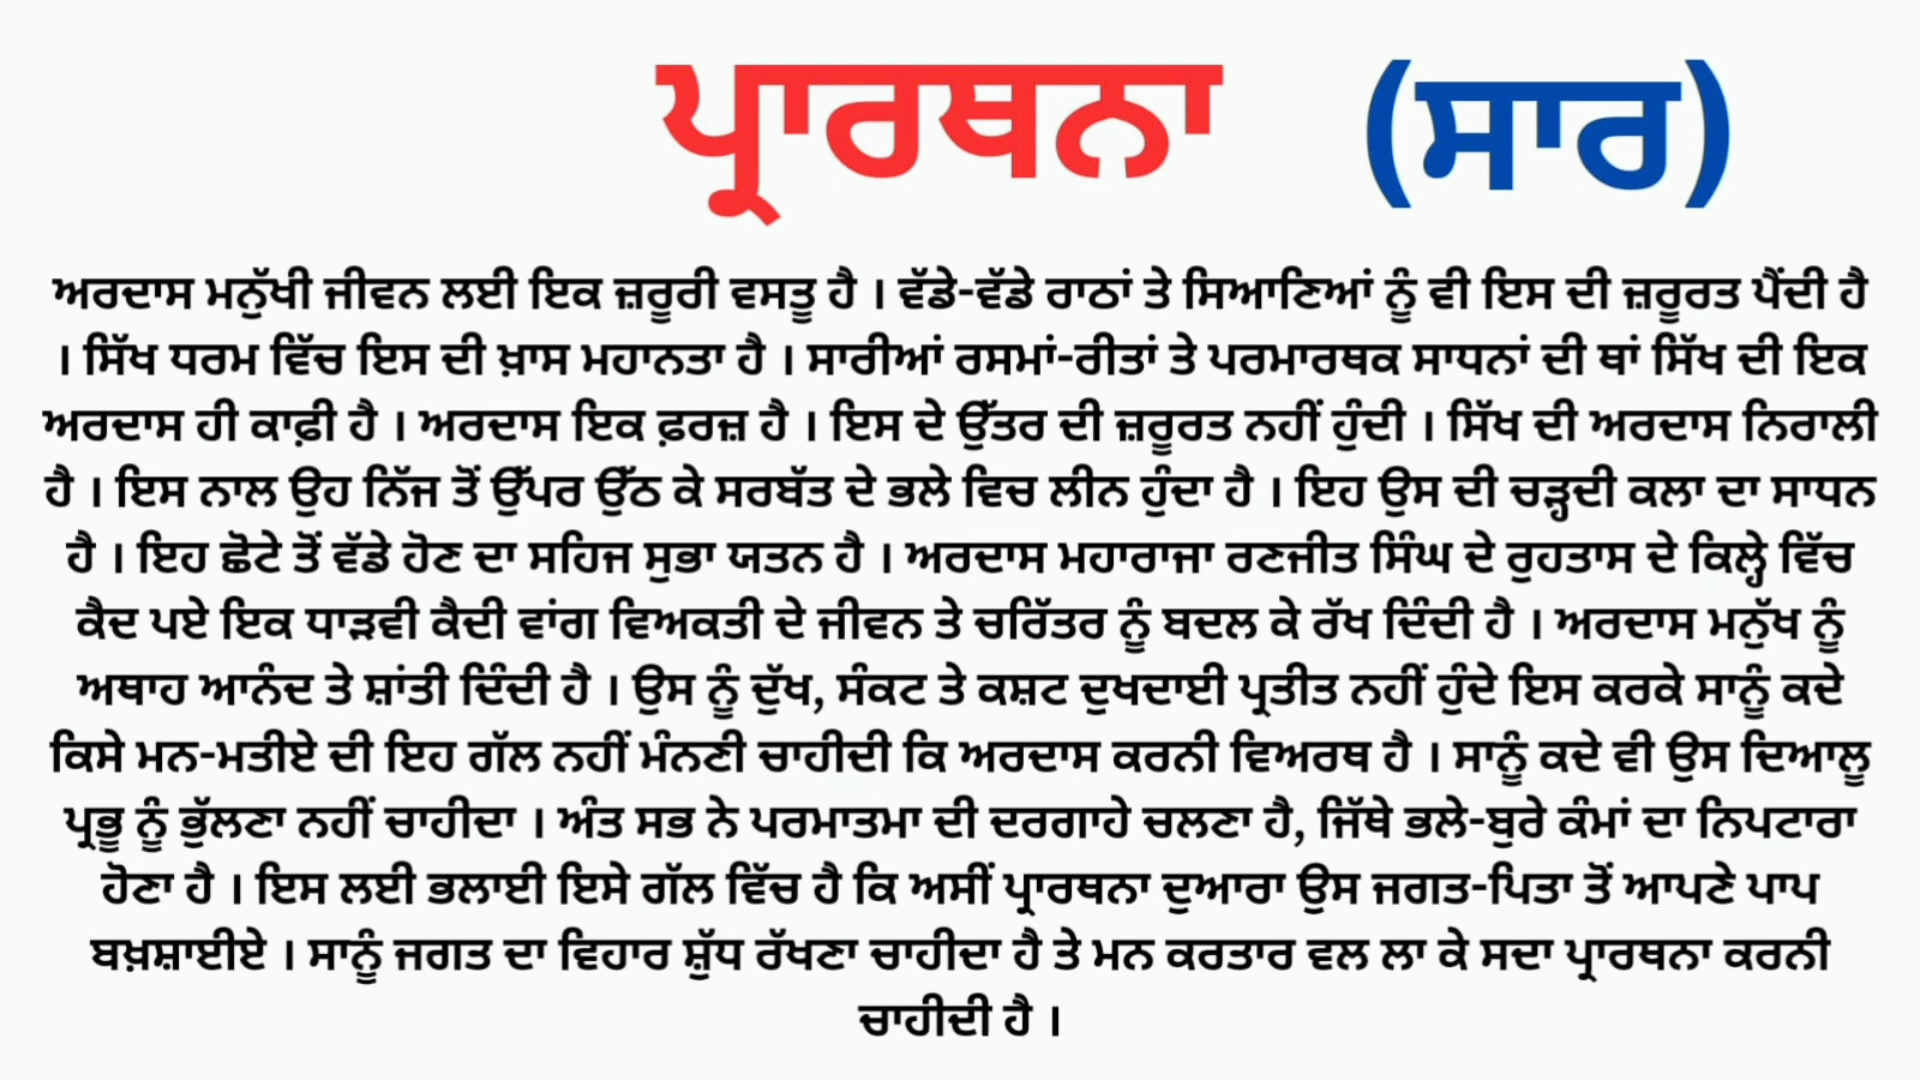 ਪ੍ਰਾਰਥਨਾ (ਸਾਰ)
ਅਰਦਾਸ ਮਨੁੱਖੀ ਜੀਵਨ ਲਈ ਇਕ ਜ਼ਰੂਰੀ ਵਸਤੂ ਹੈ । ਵੱਡੇ-ਵੱਡੇ ਰਾਠਾਂ ਤੇ ਸਿਆਣਿਆਂ ਨੂੰ ਵੀ ਇਸ ਦੀ ਜ਼ਰੂਰਤ ਪੈਂਦੀ ਹੈ
। ਸਿੱਖ ਧਰਮ ਵਿੱਚ ਇਸ ਦੀ ਖ਼ਾਸ ਮਹਾਨਤਾ ਹੈ । ਸਾਰੀਆਂ ਰਸਮਾਂ-ਰੀਤਾਂ ਤੇ ਪਰਮਾਰਥਕ ਸਾਧਨਾਂ ਦੀ ਥਾਂ ਸਿੱਖ ਦੀ ਇਕ
ਅਰਦਾਸ ਹੀ ਕਾਫ਼ੀ ਹੈ । ਅਰਦਾਸ ਇਕ ਫ਼ਰਜ਼ ਹੈ । ਇਸ ਦੇ ਉੱਤਰ ਦੀ ਜ਼ਰੂਰਤ ਨਹੀਂ ਹੁੰਦੀ । ਸਿੱਖ ਦੀ ਅਰਦਾਸ ਨਿਰਾਲੀ
ਹੈ । ਇਸ ਨਾਲ ਉਹ ਨਿੱਜ ਤੋਂ ਉੱਪਰ ਉੱਠ ਕੇ ਸਰਬੱਤ ਦੇ ਭਲੇ ਵਿਚ ਲੀਨ ਹੁੰਦਾ ਹੈ । ਇਹ ਉਸ ਦੀ ਚੜ੍ਹਦੀ ਕਲਾ ਦਾ ਸਾਧਨ
ਹੈ । ਇਹ ਛੋਟੇ ਤੋਂ ਵੱਡੇ ਹੋਣ ਦਾ ਸਹਿਜ ਸੁਭਾ ਯਤਨ ਹੈ । ਅਰਦਾਸ ਮਹਾਰਾਜਾ ਰਣਜੀਤ ਸਿੰਘ ਦੇ ਰੁਹਤਾਸ ਦੇ ਕਿਲ੍ਹੇ ਵਿੱਚ
ਕੈਦ ਪਏ ਇਕ ਧਾੜਵੀ ਕੈਦੀ ਵਾਂਗ ਵਿਅਕਤੀ ਦੇ ਜੀਵਨ ਤੇ ਚਰਿੱਤਰ ਨੂੰ ਬਦਲ ਕੇ ਰੱਖ ਦਿੰਦੀ ਹੈ । ਅਰਦਾਸ ਮਨੁੱਖ ਨੂੰ
ਅਥਾਹ ਆਨੰਦ ਤੇ ਸ਼ਾਂਤੀ ਦਿੰਦੀ ਹੈ । ਉਸ ਨੂੰ ਦੁੱਖ, ਸੰਕਟ ਤੇ ਕਸ਼ਟ ਦੁਖਦਾਈ ਪ੍ਰਤੀਤ ਨਹੀਂ ਹੁੰਦੇ ਇਸ ਕਰਕੇ ਸਾਨੂੰ ਕਦੇ
ਕਿਸੇ ਮਨ-ਮਤੀਏ ਦੀ ਇਹ ਗੱਲ ਨਹੀਂ ਮੰਨਣੀ ਚਾਹੀਦੀ ਕਿ ਅਰਦਾਸ ਕਰਨੀ ਵਿਅਰਥ ਹੈ । ਸਾਨੂੰ ਕਦੇ ਵੀ ਉਸ ਦਿਆਲੂ
ਪ੍ਰਭੂ ਨੂੰ ਭੁੱਲਣਾ ਨਹੀਂ ਚਾਹੀਦਾ । ਅੰਤ ਸਭ ਨੇ ਪਰਮਾਤਮਾ ਦੀ ਦਰਗਾਹੇ ਚਲਣਾ ਹੈ, ਜਿੱਥੇ ਭਲੇ-ਬੁਰੇ ਕੰਮਾਂ ਦਾ ਨਿਪਟਾਰਾ
ਹੋਣਾ ਹੈ । ਇਸ ਲਈ ਭਲਾਈ ਇਸੇ ਗੱਲ ਵਿੱਚ ਹੈ ਕਿ ਅਸੀਂ ਪ੍ਰਾਰਥਨਾ ਦੁਆਰਾ ਉਸ ਜਗਤ-ਪਿਤਾ ਤੋਂ ਆਪਣੇ ਪਾਪ
ਬਖ਼ਸ਼ਾਈਏ । ਸਾਨੂੰ ਜਗਤ ਦਾ ਵਿਹਾਰ ਸ਼ੁੱਧ ਰੱਖਣਾ ਚਾਹੀਦਾ ਹੈ ਤੇ ਮਨ ਕਰਤਾਰ ਵਲ ਲਾ ਕੇ ਸਦਾ ਪ੍ਰਾਰਥਨਾ ਕਰਨੀ
ਚਾਹੀਦੀ ਹੈ ।